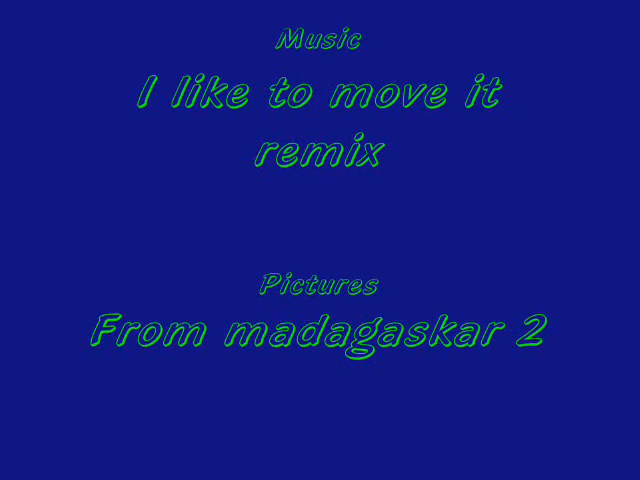 Music
I like to move it
remix
Pictures
From madagaskar 2